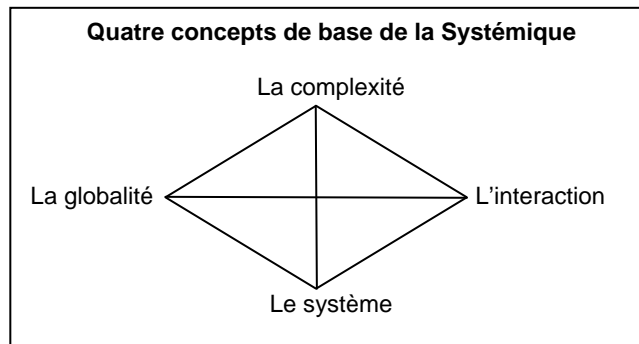 Quatre concepts de base de la Systémique
La complexité
La globalité
L’interaction
Le système